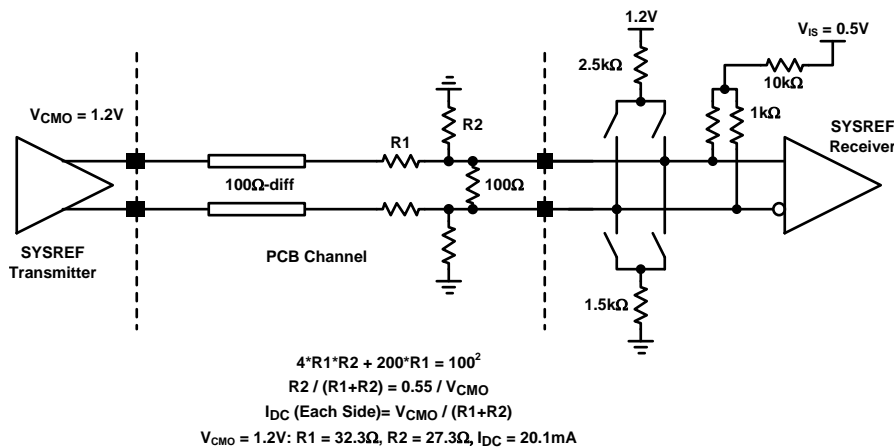 1.2V
V_IS = 0.5V
2.5kΩ
10kΩ
V_CMO = 1.2V
R2
1kΩ
SYSREF
Receiver
R1
100Ω-diff
100Ω
SYSREF
Transmitter
PCB Channel
1.5kΩ
4*R1*R2 + 200*R1 = 100²
R2 / (R1+R2) = 0.55 / V_CMO
I_DC (Each Side)= V_CMO / (R1+R2)
V_CMO = 1.2V: R1 = 32.3Ω, R2 = 27.3Ω, I_DC = 20.1mA